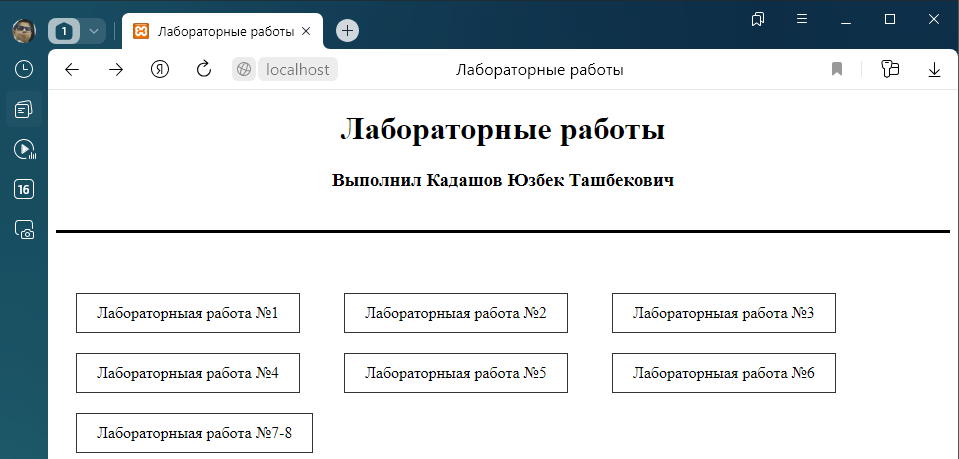 1
Лабораторные работы
Я
localhost
Лабораторные работы
16
Лабораторные работы
Выполнил Кадашов Юзбек Ташбекович
Лабораторныая работа №1
Лабораторныая работа №2
Лабораторныая работа №3
Лабораторныая работа №4
Лабораторныая работа №5
Лабораторныая работа №6
Лабораторныая работа №7-8